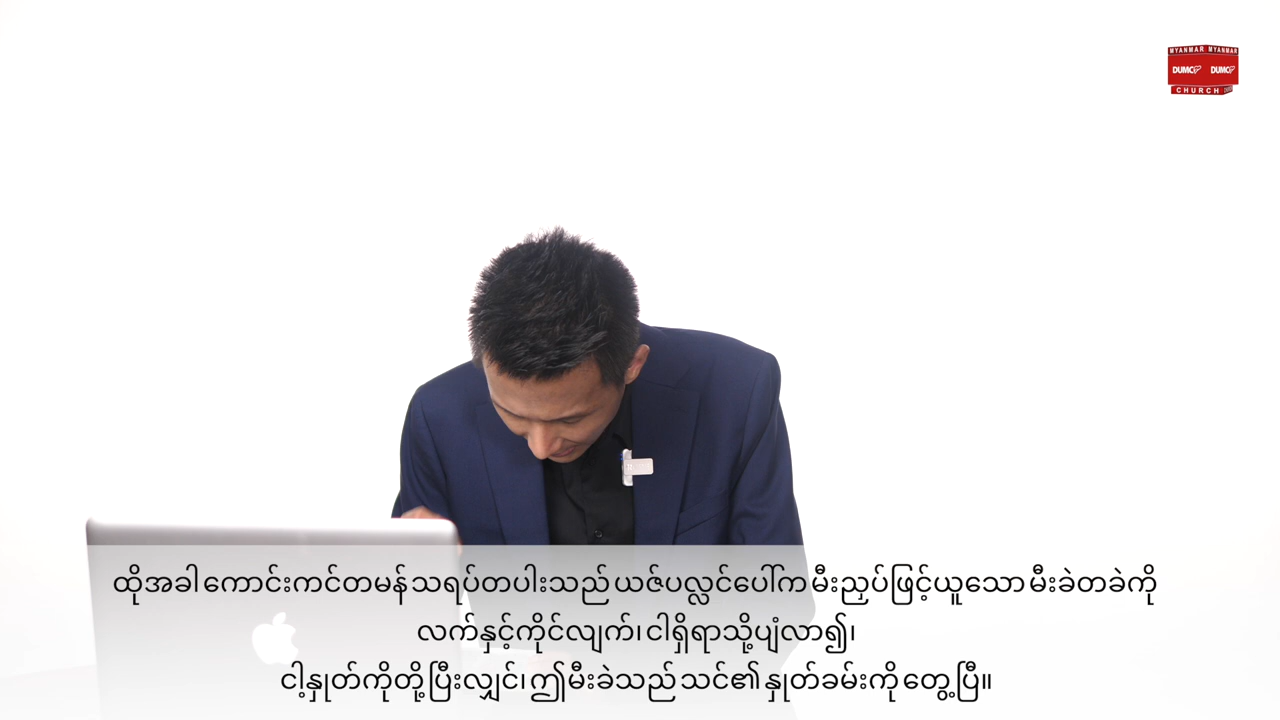 MYANMAR MYANMAR
DUMC DUMC
CHURCH
ထိုအခါ ကောင်းကင်တမန် သရပ်တပါးသည် ယဇ်ပလ္လင်ပေါ်က မီးညှပ်ဖြင့်ယူသော မီးခဲတခဲကို
လက်နှင့်ကိုင်လျက်၊ ငါရှိရာသို့ပျံလာ၍၊
ငါ့နှုတ်ကိုတို့ပြီးလျှင်၊ ဤမီးခဲသည် သင်၏ နှုတ်ခမ်းကို တွေ့ပြီ။